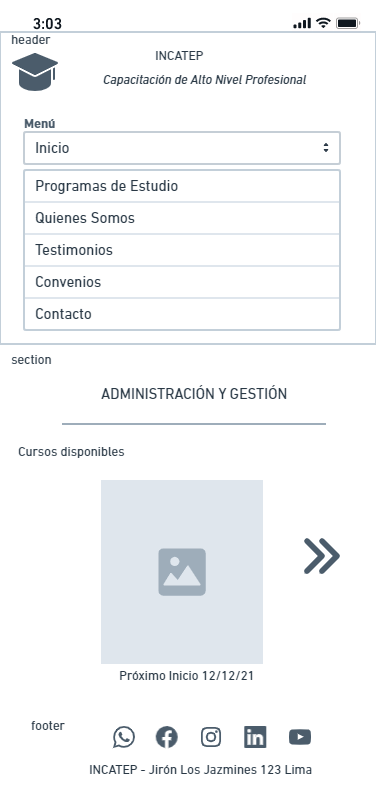 3:03
header
INCATEP
Capacitación de Alto Nivel Profesional
Menú
Inicio
Programas de Estudio
Quienes Somos
Testimonios
Convenios
Contacto
section
ADMINISTRACIÓN Y GESTIÓN
Cursos disponibles
Próximo Inicio 12/12/21
footer
in
INCATEP - Jirón Los Jazmines 123 Lima